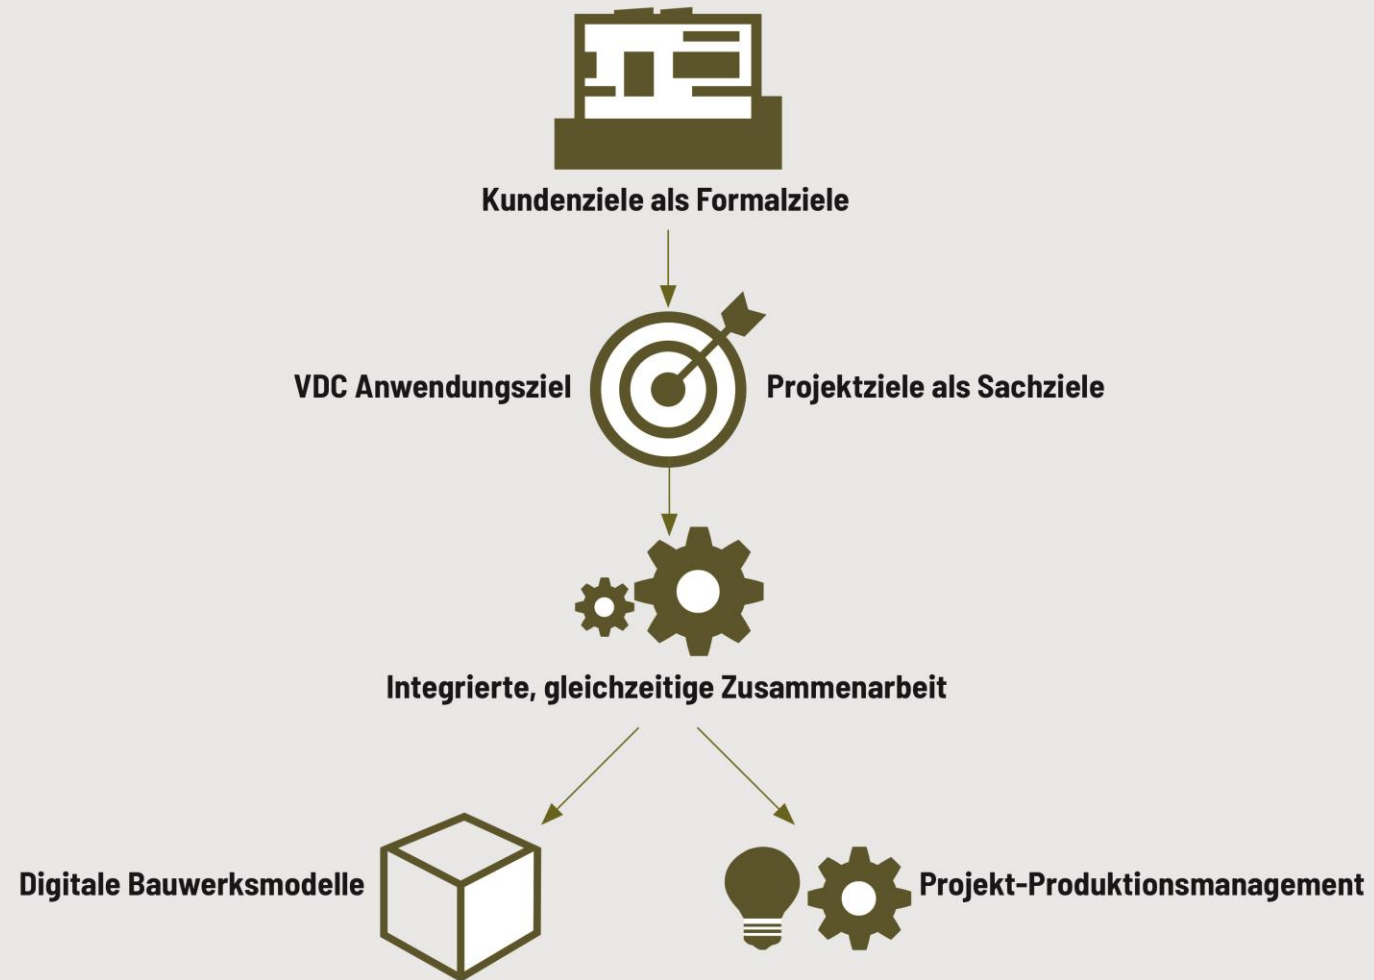 Kundenziele als Formalziele
VDC Anwendungsziel
Projektziele als Sachziele
Integrierte, gleichzeitige Zusammenarbeit
Digitale Bauwerksmodelle
Projekt-Produktionsmanagement